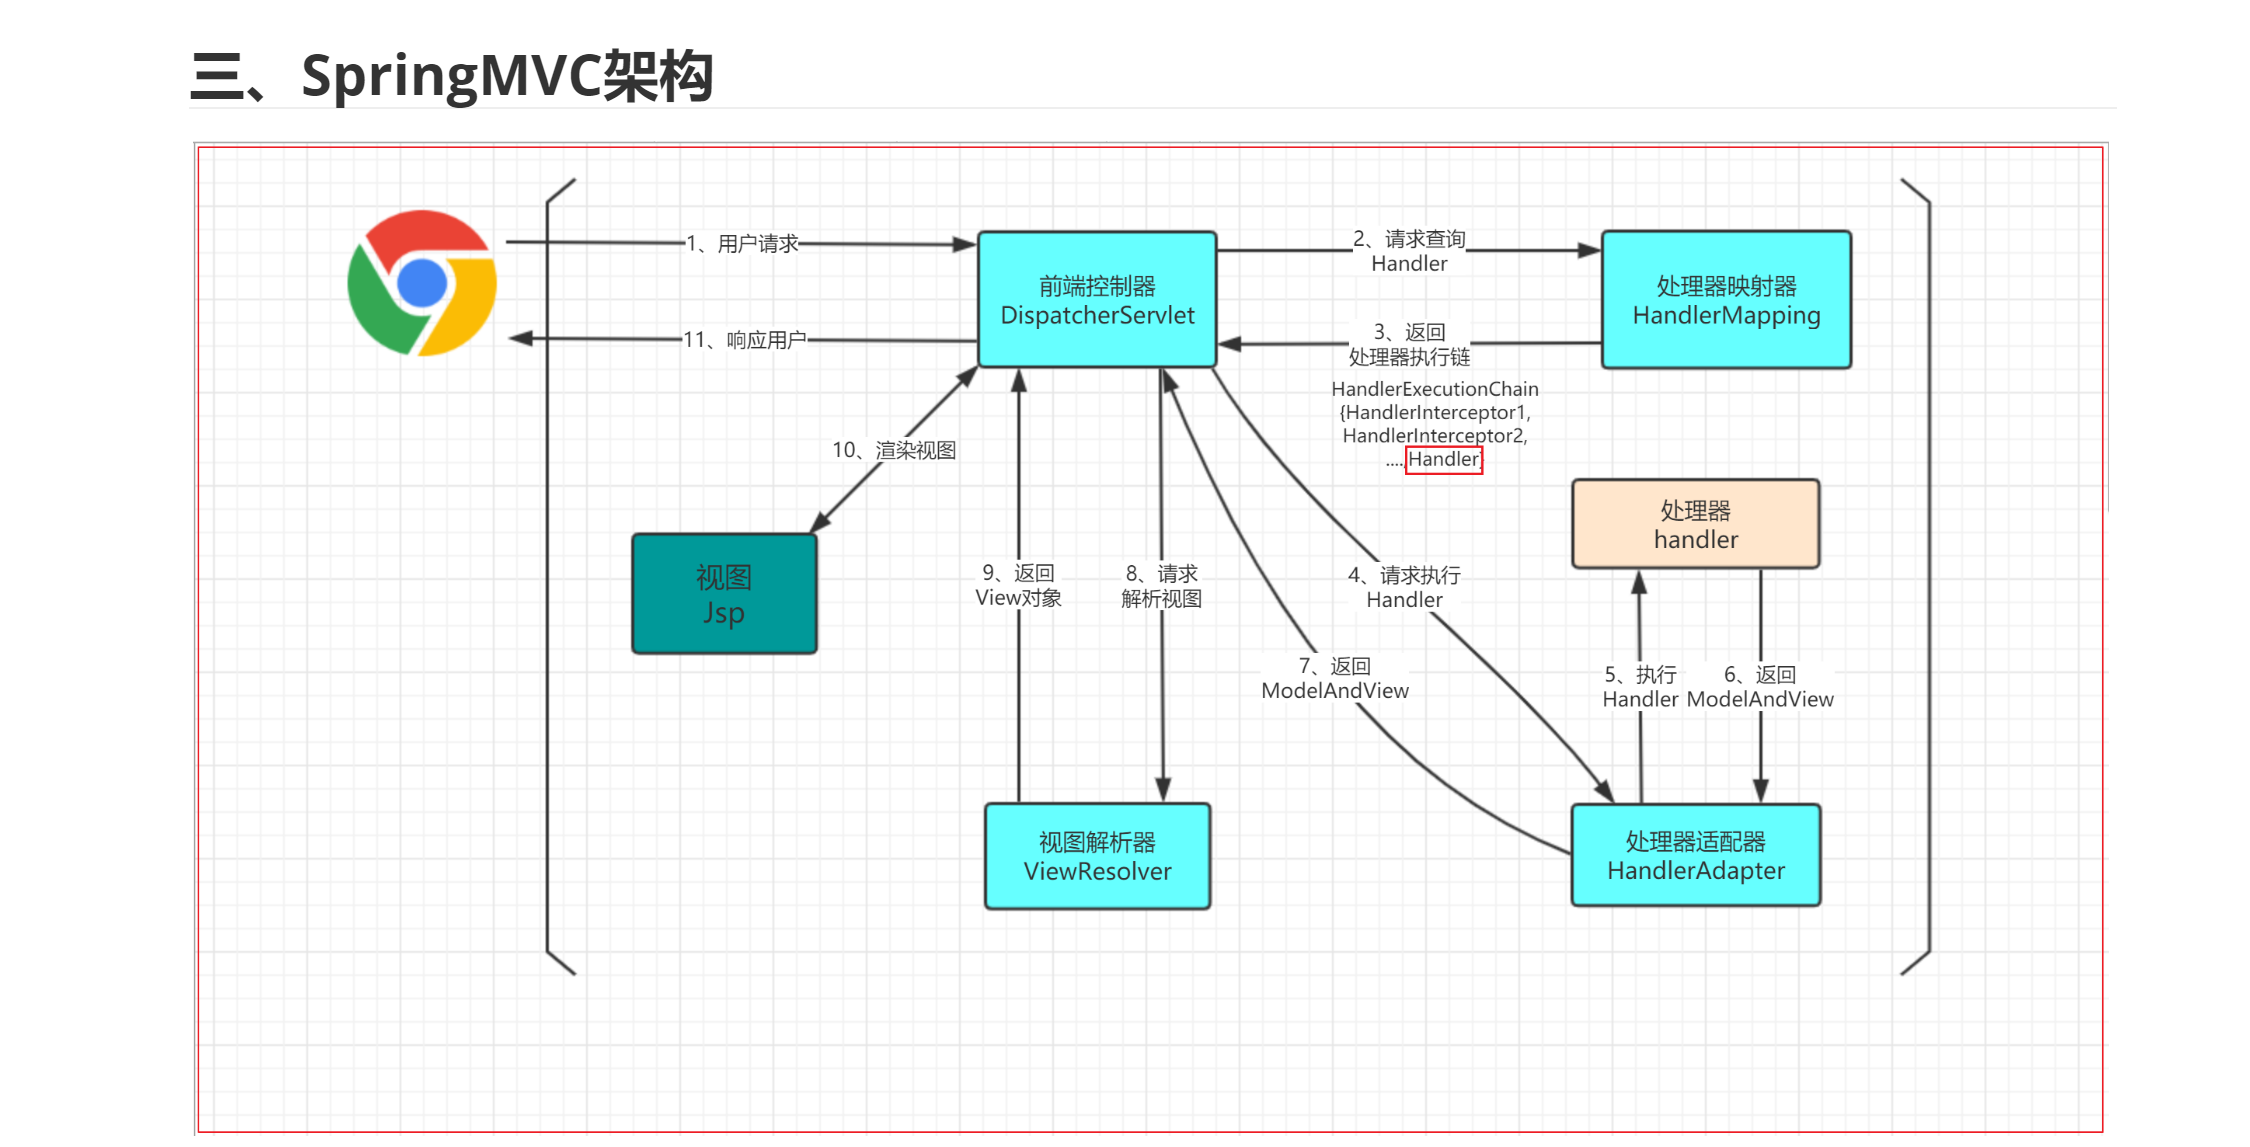 三、SpringMVC架构
1、用户请求
2、请求查询
Handler
前端控制器
DispatcherServlet
处理器映射器
HandlerMapping
11、响应用户
3、返回
处理器执行链
HandlerExecutionChain
{HandlerInterceptor1,
HandlerInterceptor2,
....,Handler}
10、渲染视图
处理器
handler
视图
Jsp
9、返回
View对象
8、请求
解析视图
4、请求执行
Handler
7、返回
ModelAndView
5、执行
Handler
6、返回
ModelAndView
视图解析器
ViewResolver
处理器适配器
HandlerAdapter